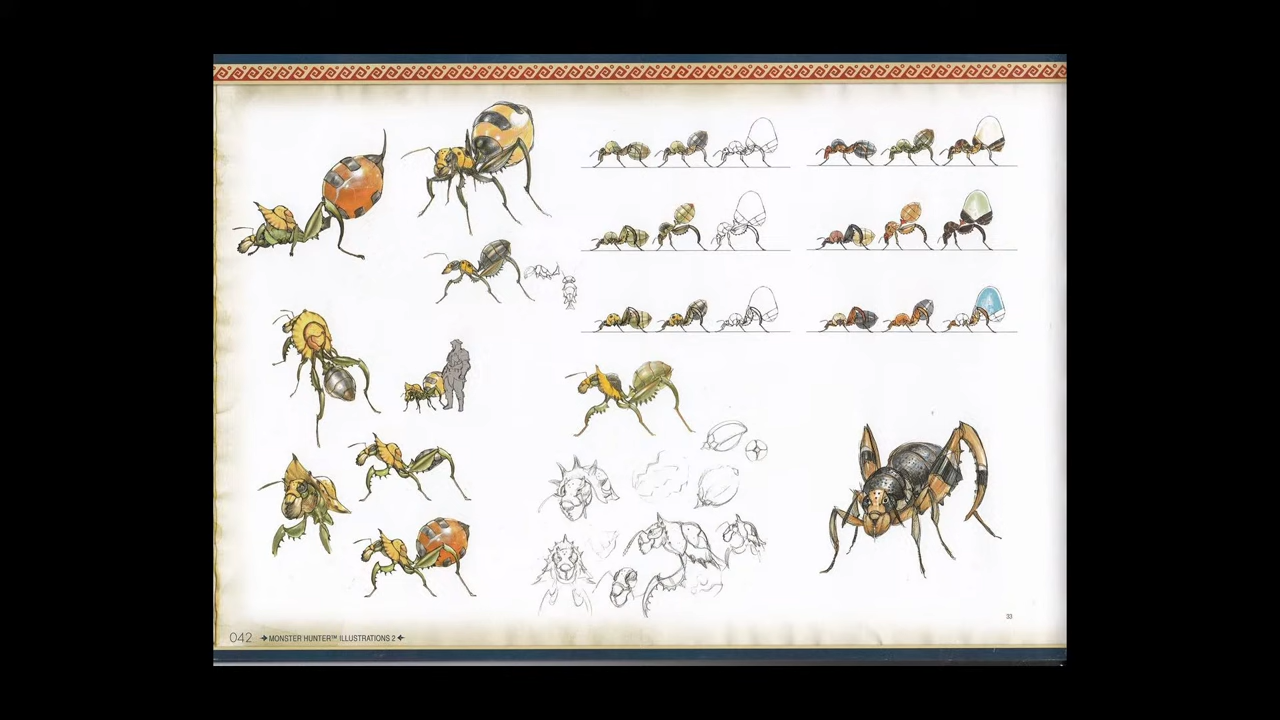 33
042 →MONSTER HUNTER™ ILLUSTRATIONS 2←